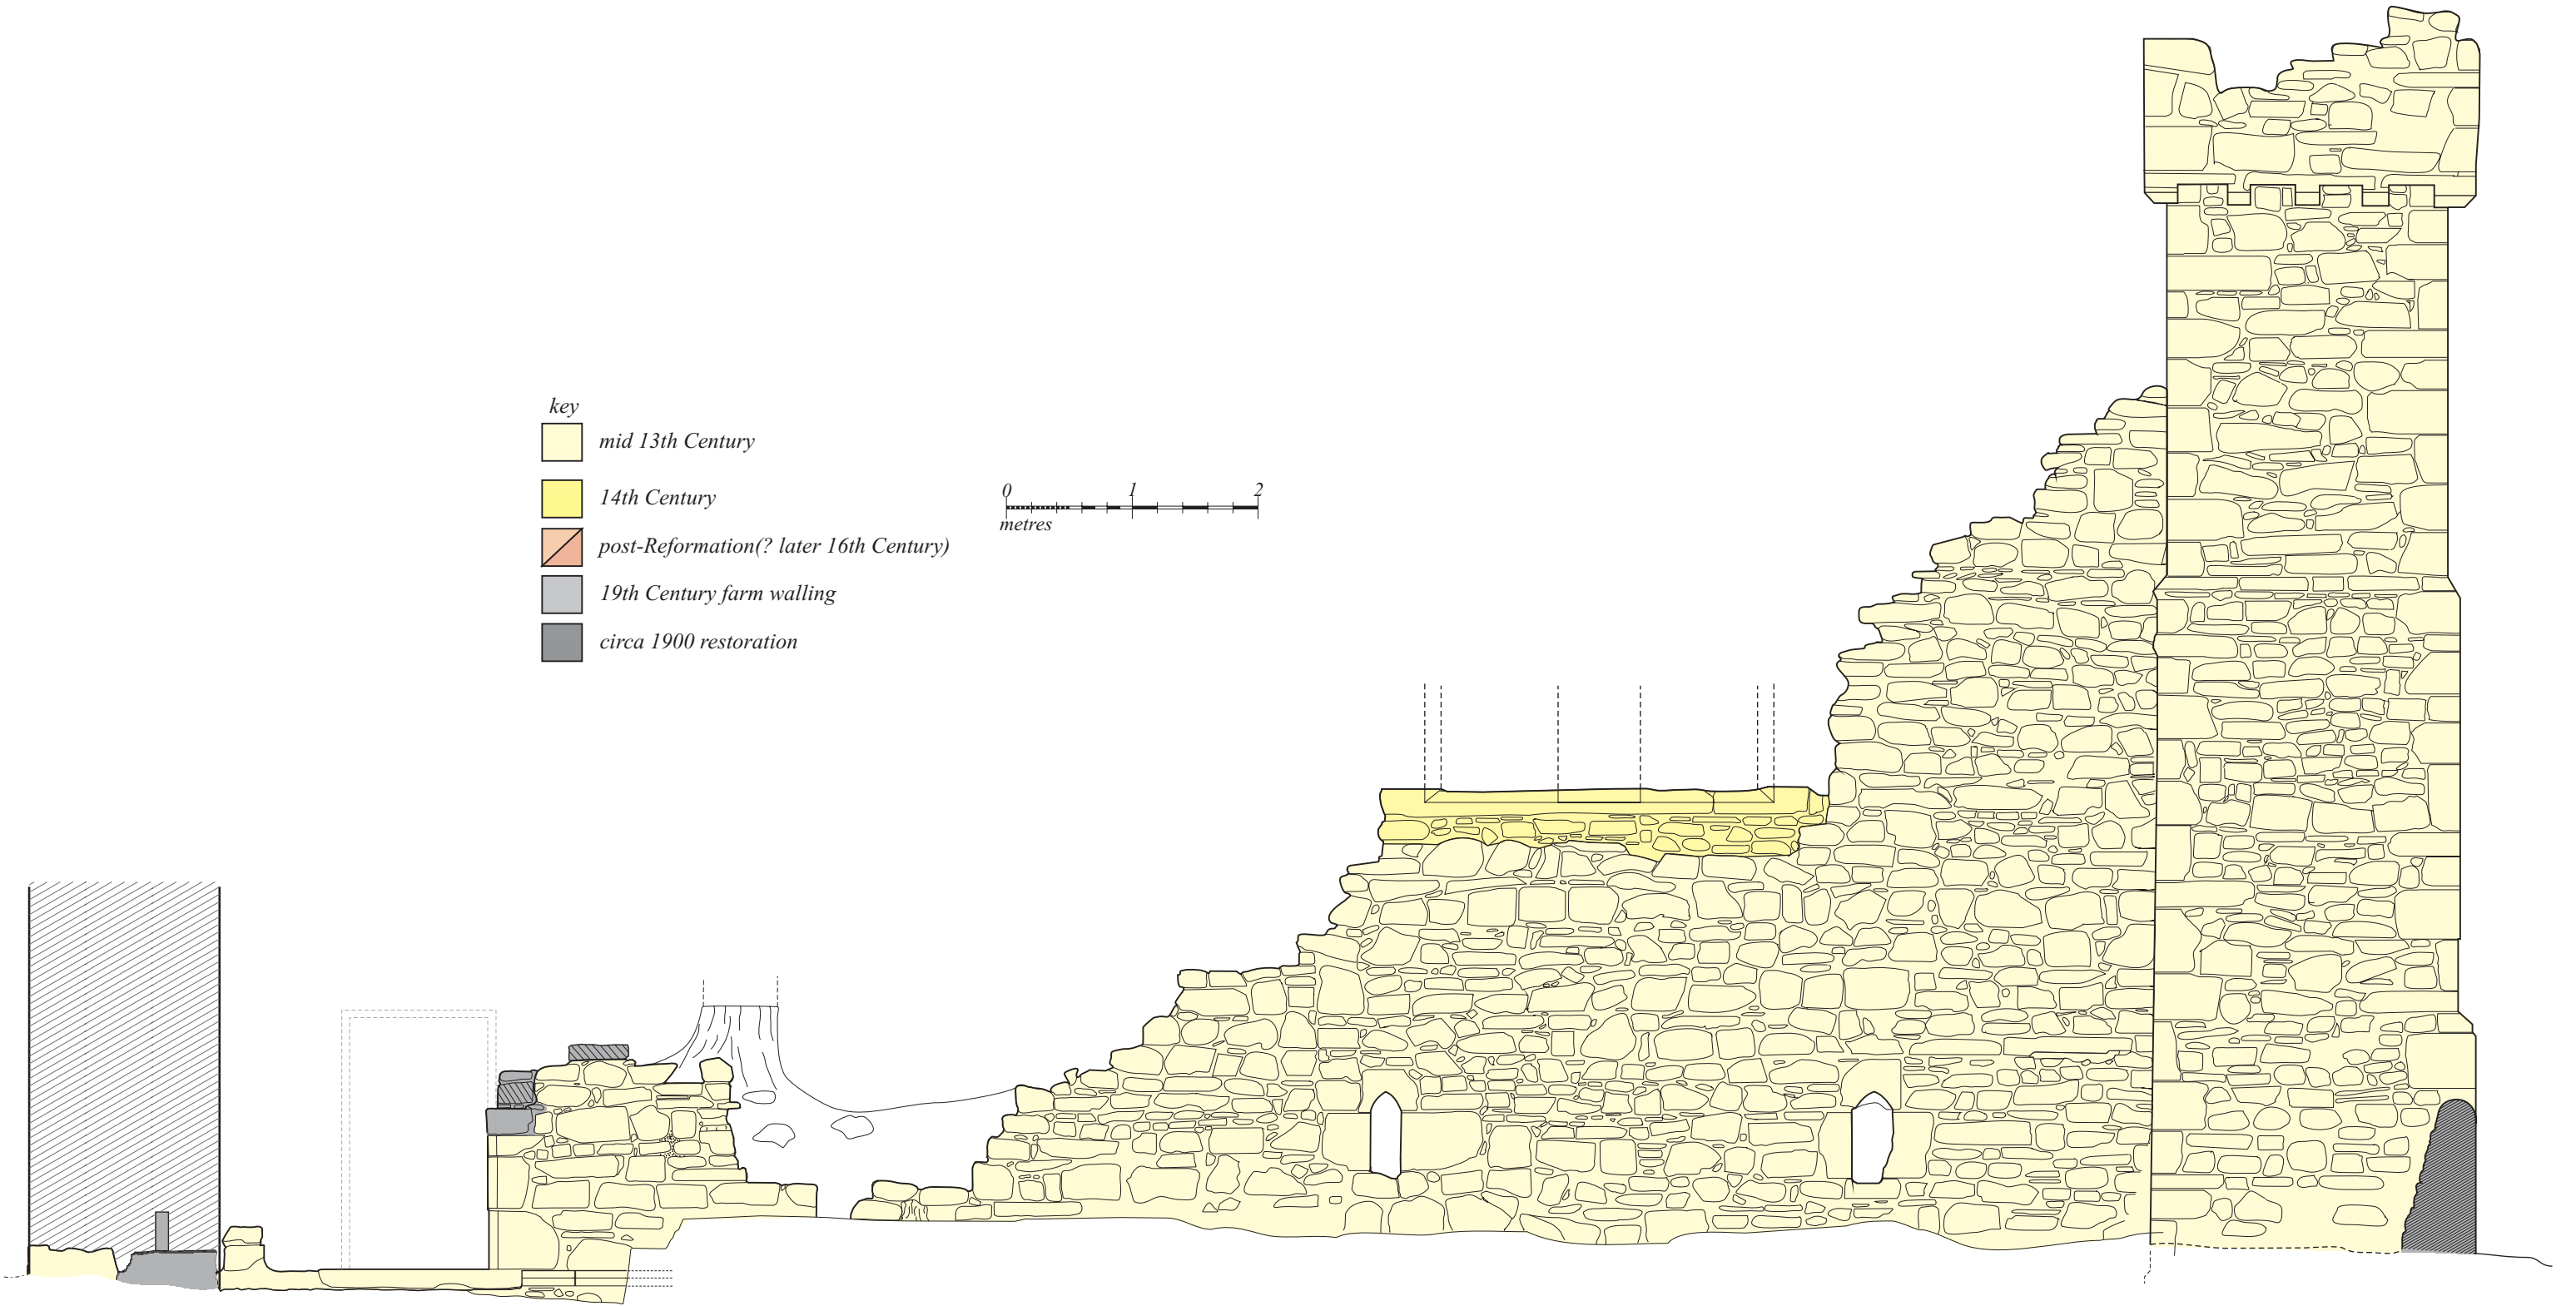 key
mid 13th Century
14th Century
post-Reformation(? later 16th Century)
19th Century farm walling
circa 1900 restoration
0 1 2
metres